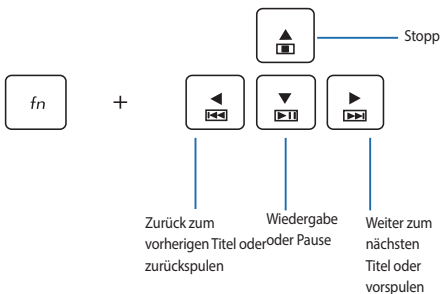 Stopp
fn
+
Zurück zum
vorherigen Titel oder
zurückspulen
Wiedergabe
oder Pause
Weiter zum
nächsten
Titel oder
vorspulen